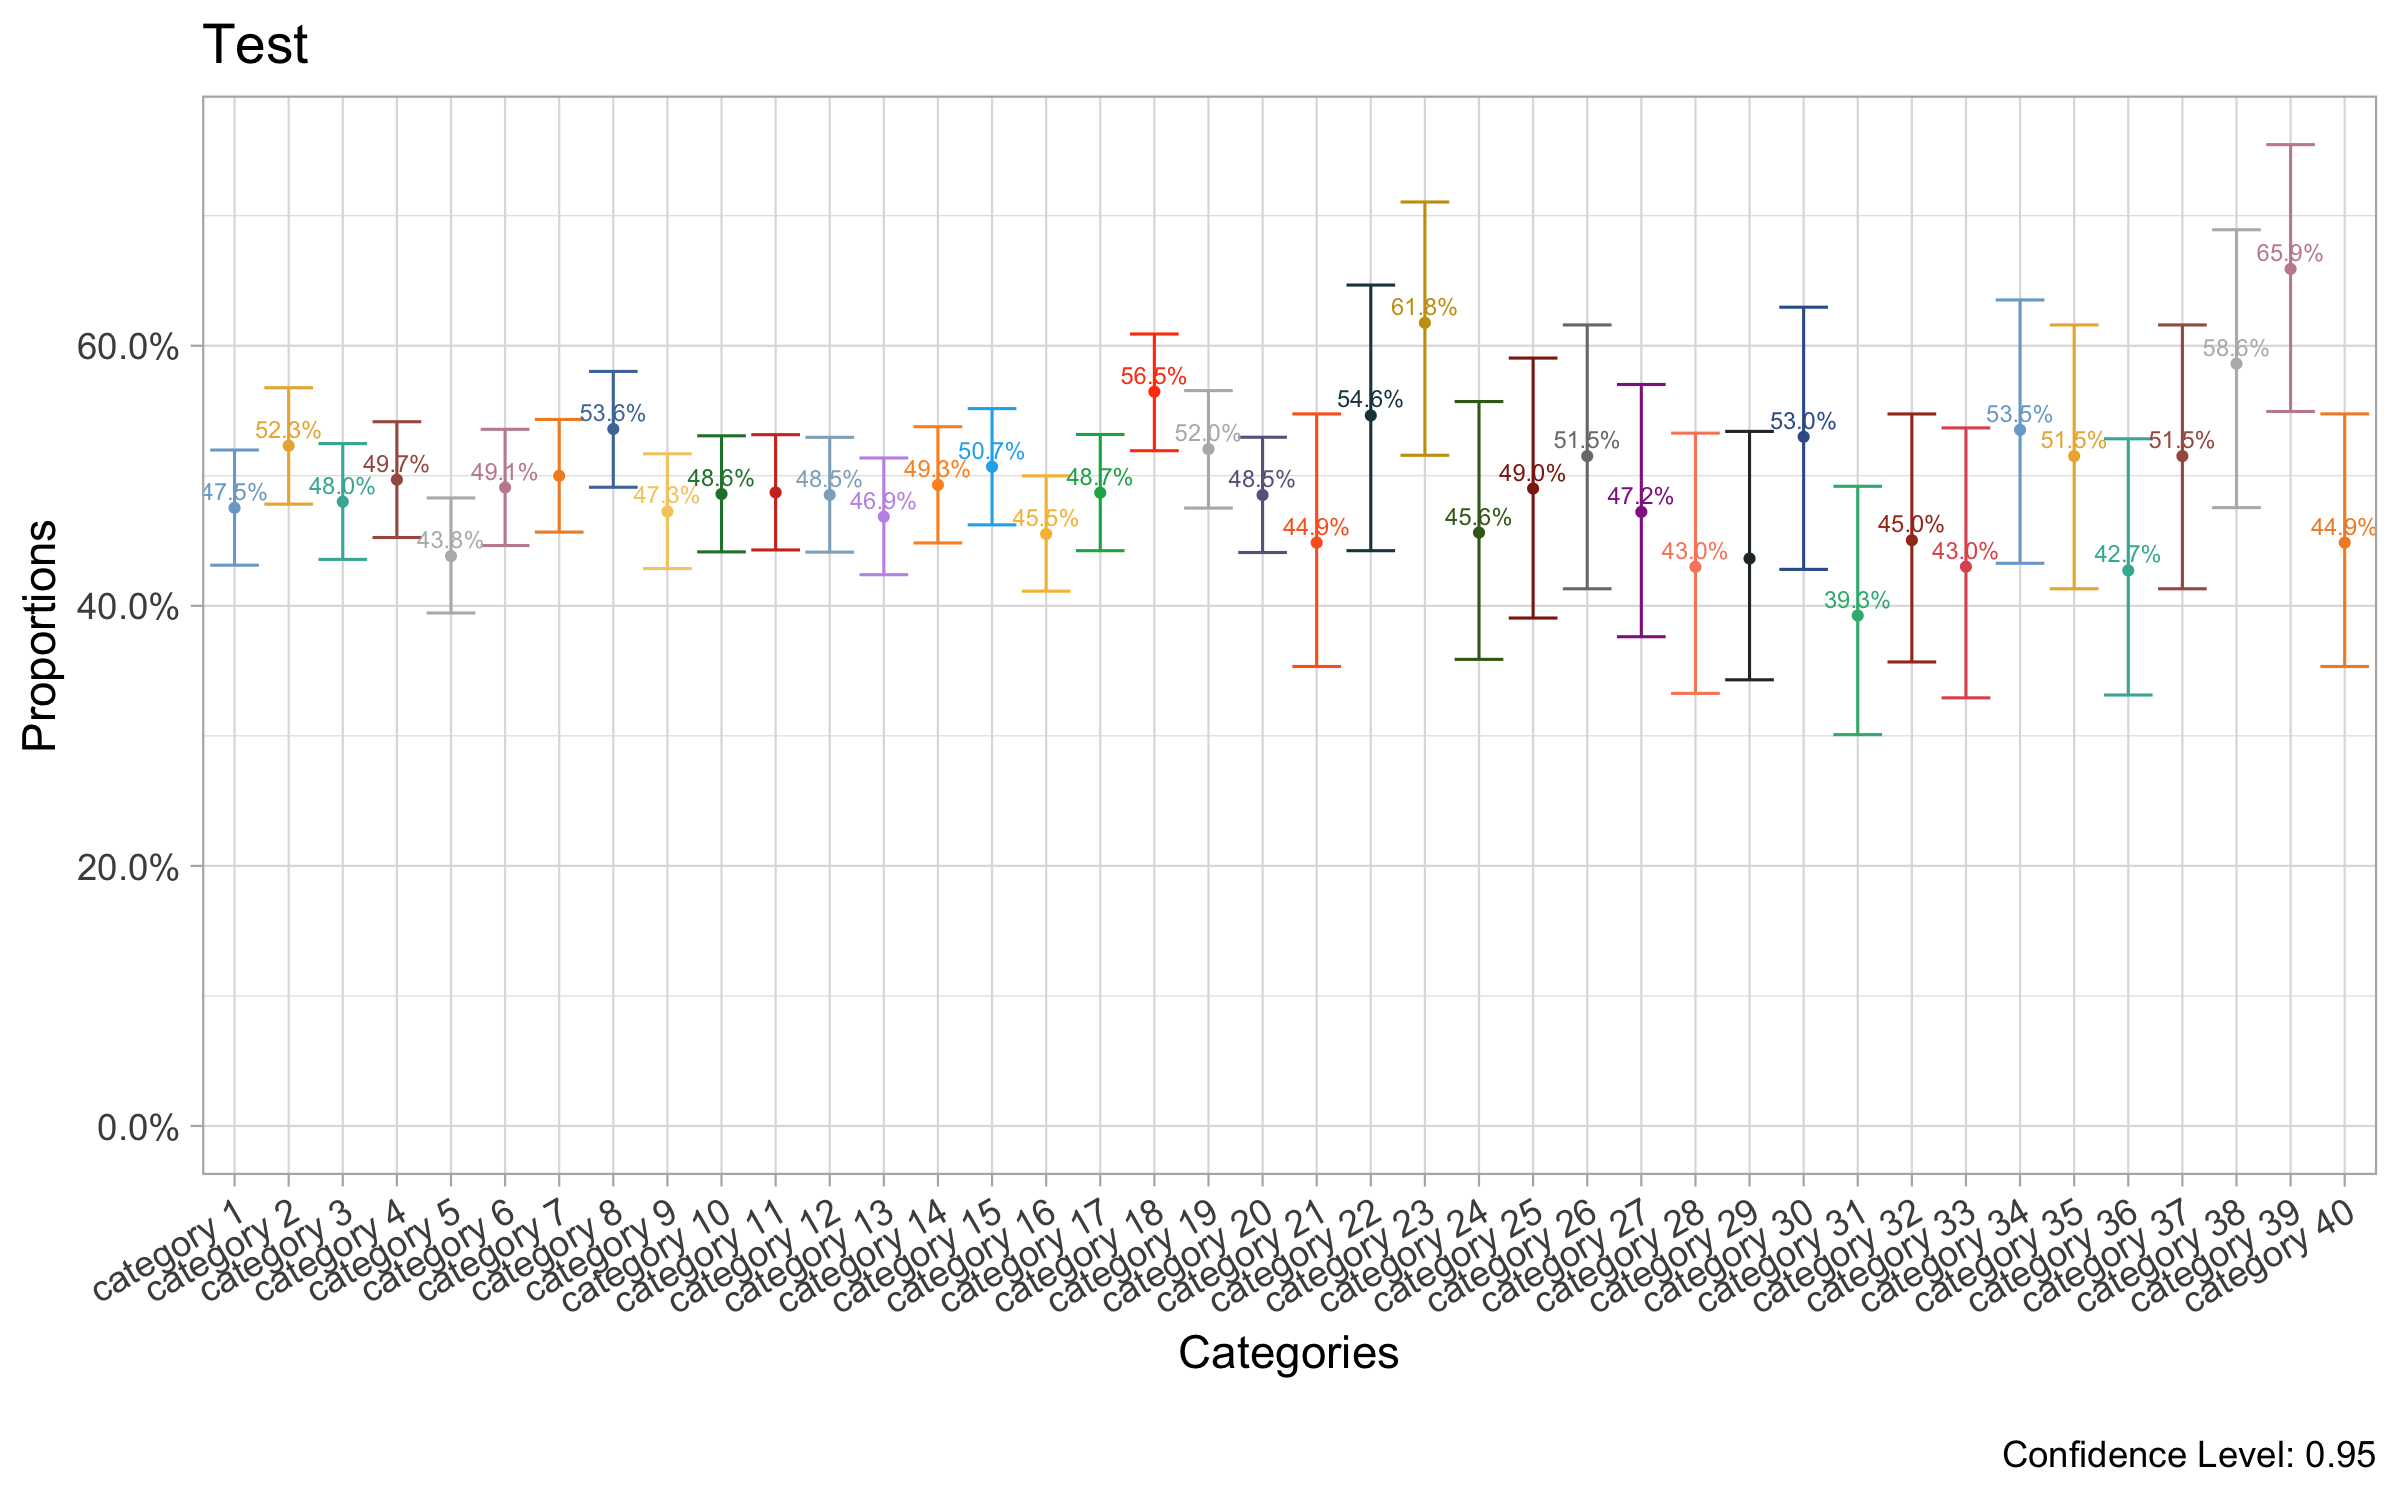 Test
Proportions
60.0%
40.0%
20.0%
0.0%
47.5%
52.3%
48.0%
49.7%
43.8%
49.1%
53.6%
47.3%
48.6%
48.5%
46.9%
49.3%
50.7%
45.5%
48.7%
56.5%
52.0%
48.5%
44.9%
54.6%
61.8%
45.6%
49.0%
51.5%
47.2%
43.0%
53.0%
39.3%
45.0%
43.0%
53.5%
51.5%
42.7%
51.5%
58.6%
65.9%
44.9%
category 1
category 2
category 3
category 4
category 5
category 6
category 7
category 8
category 9
category 10
category 11
category 12
category 13
category 14
category 15
category 16
category 17
category 18
category 19
category 20
category 21
category 22
category 23
category 24
category 25
category 26
category 27
category 28
category 29
category 30
category 31
category 32
category 33
category 34
category 35
category 36
category 37
category 38
category 39
category 40
Categories
Confidence Level: 0.95